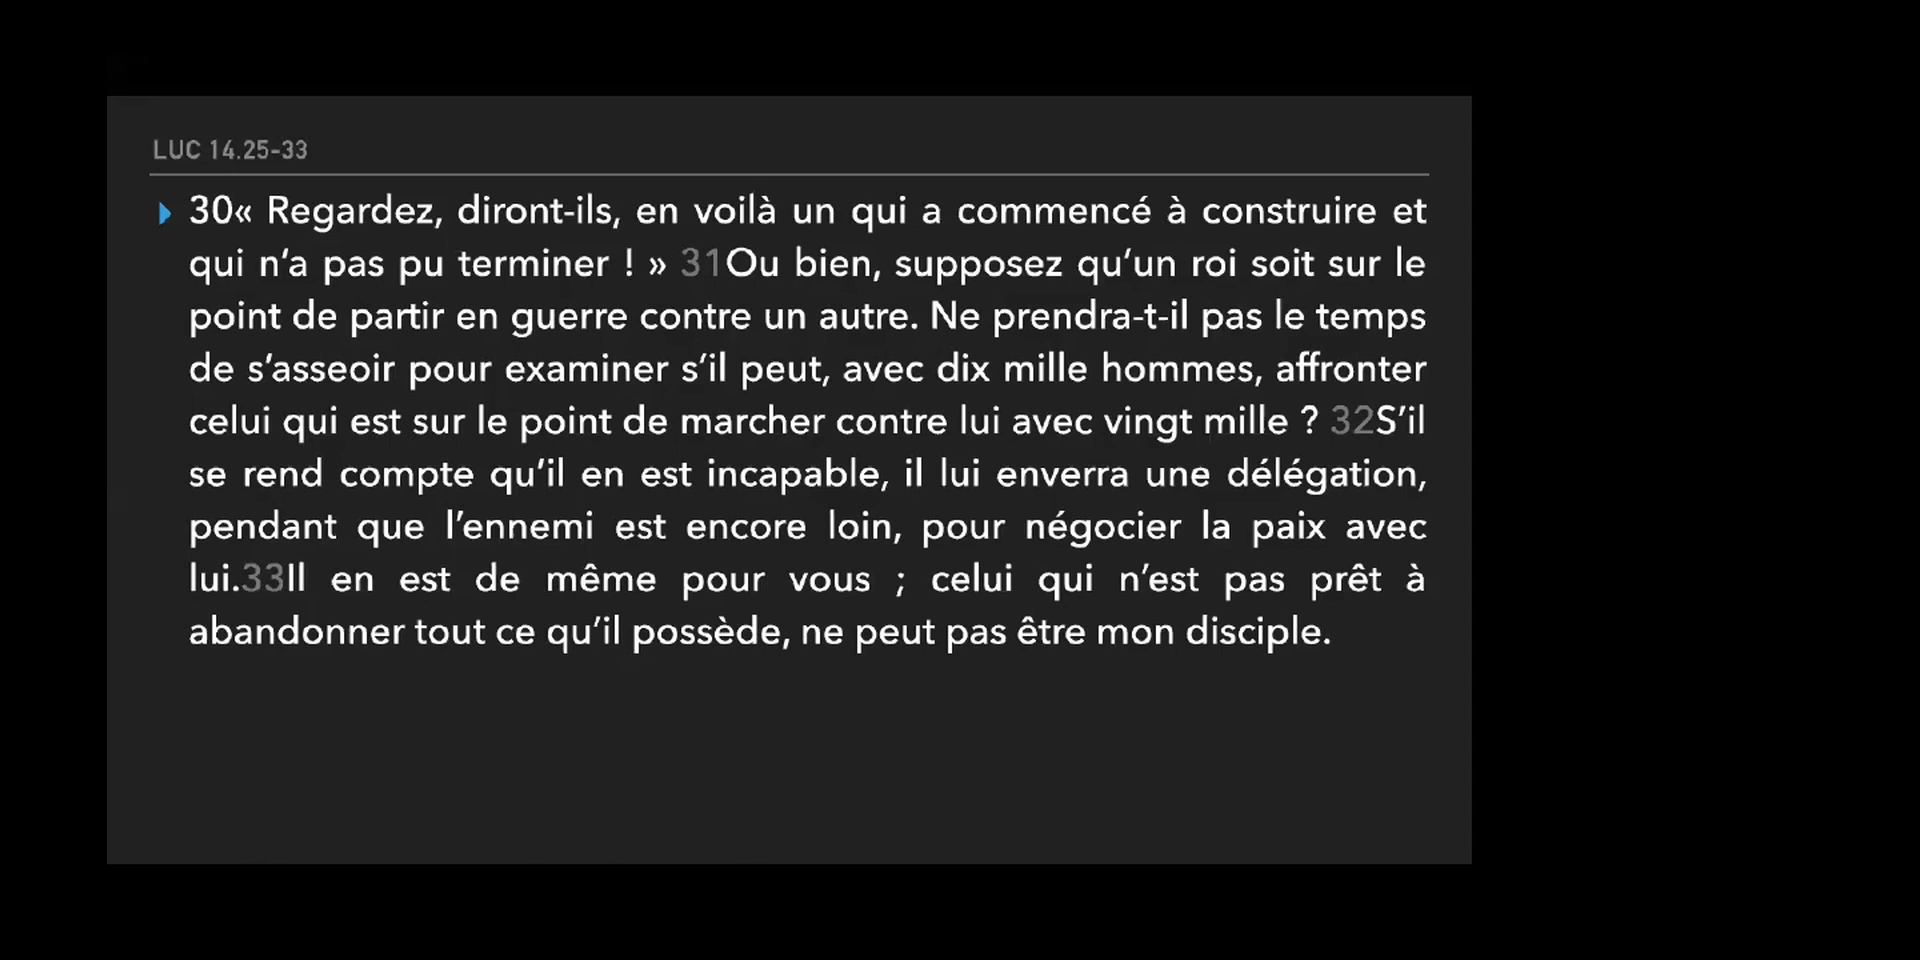 LUC 14.25-33
30« Regardez, diront-ils, en voilà un qui a commencé à construire et
qui n’a pas pu terminer ! » 31Ou bien, supposez qu’un roi soit sur le
point de partir en guerre contre un autre. Ne prendra-t-il pas le temps
de s’asseoir pour examiner s’il peut, avec dix mille hommes, affronter
celui qui est sur le point de marcher contre lui avec vingt mille ? 32S’il
se rend compte qu’il en est incapable, il lui enverra une délégation,
pendant que l’ennemi est encore loin, pour négocier la paix avec
lui.33Il en est de même pour vous ; celui qui n’est pas prêt à
abandonner tout ce qu’il possède, ne peut pas être mon disciple.